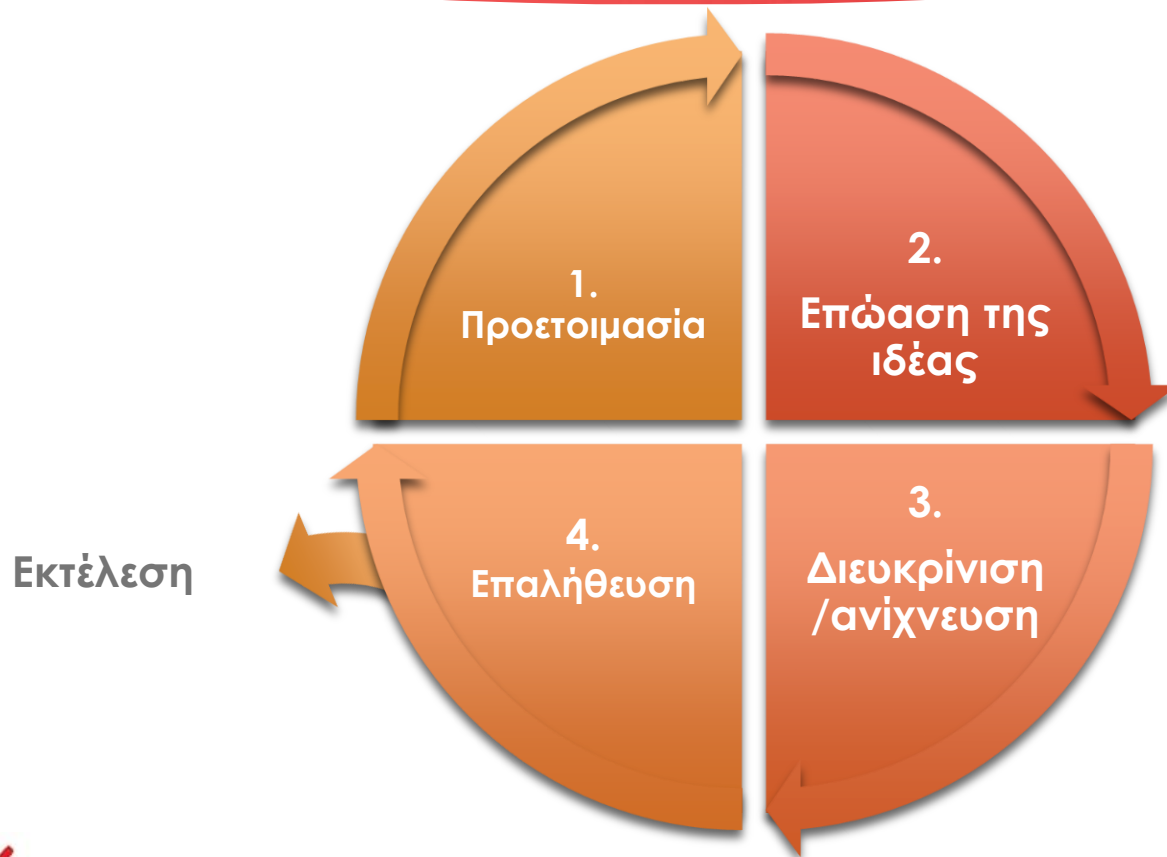 1.
Προετοιμασία
2.
Επώαση της
ιδέας
3.
Διευκρίνιση
/ανίχνευση
4.
Επαλήθευση
Εκτέλεση